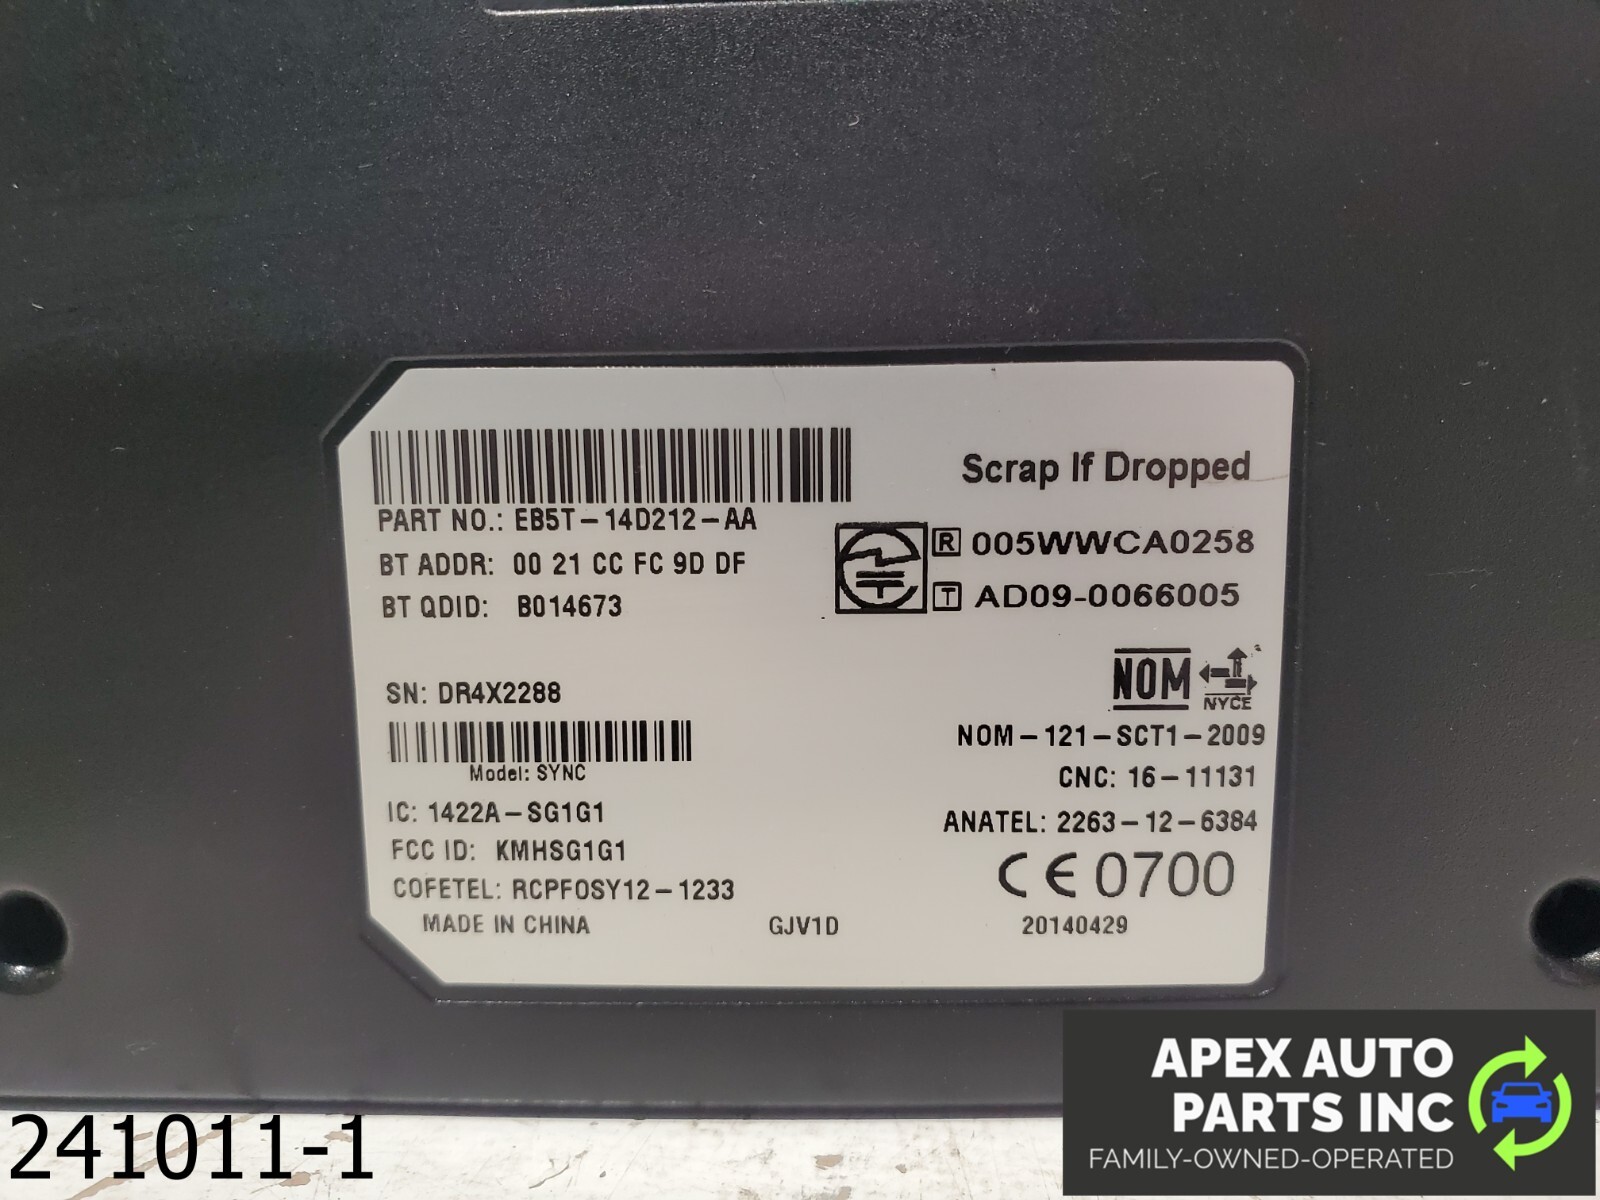 Scrap If Dropped
PART NO.: EB5T-14D212-AA
BT ADDR: 00 21 CC FC 9D DF
BT QDID: B014673
R 005WWCA0258
T AD09-0066005
NOM NYCE
SN: DR4X2288
NOM-121-SCT1-2009
Model: SYNC
CNC: 16-11131
IC: 1422A-SG1G1
ANATEL: 2263-12-6384
FCC ID: KMHSG1G1
CE 0700
COFETEL: RCPFOSY12-1233
MADE IN CHINA GJV1D 20140429
APEX AUTO
PARTS INC
FAMILY-OWNED-OPERATED
241011-1